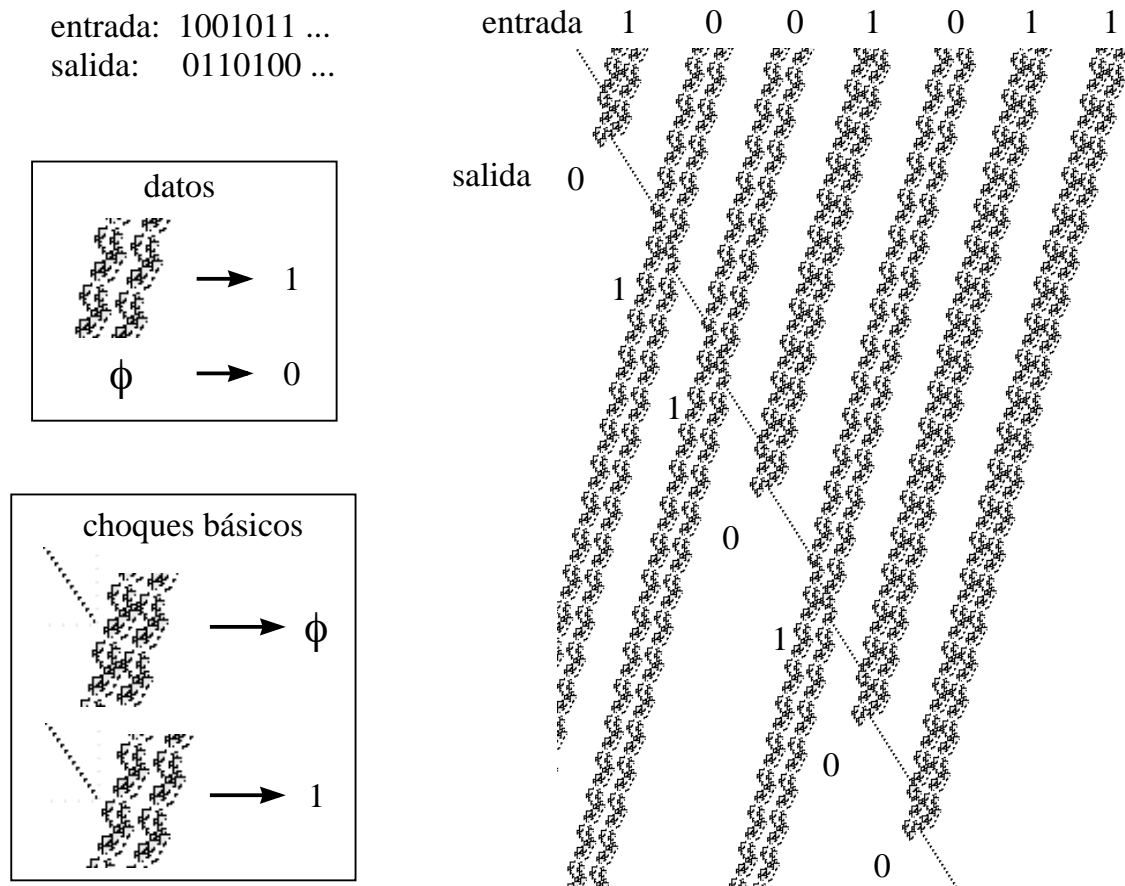 entrada: 1001011 ...
salida: 0110100 ...
datos
1
ϕ 0
choques básicos
ϕ
1
entrada 1 0 0 1 0 1 1
salida 0
1
1
0
1
0
0